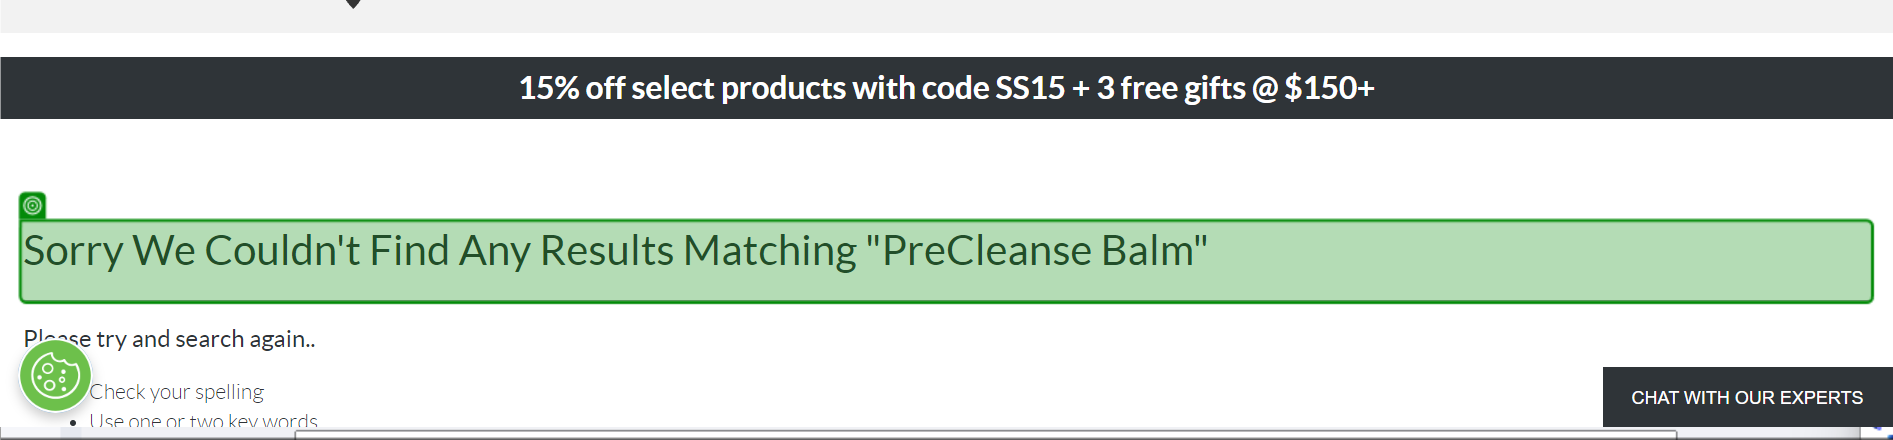 15% off select products with code SS15 + 3 free gifts @ $150+
Sorry We Couldn't Find Any Results Matching "PreCleanse Balm"
Please try and search again..
Check your spelling
Use one or two key words
CHAT WITH OUR EXPERTS